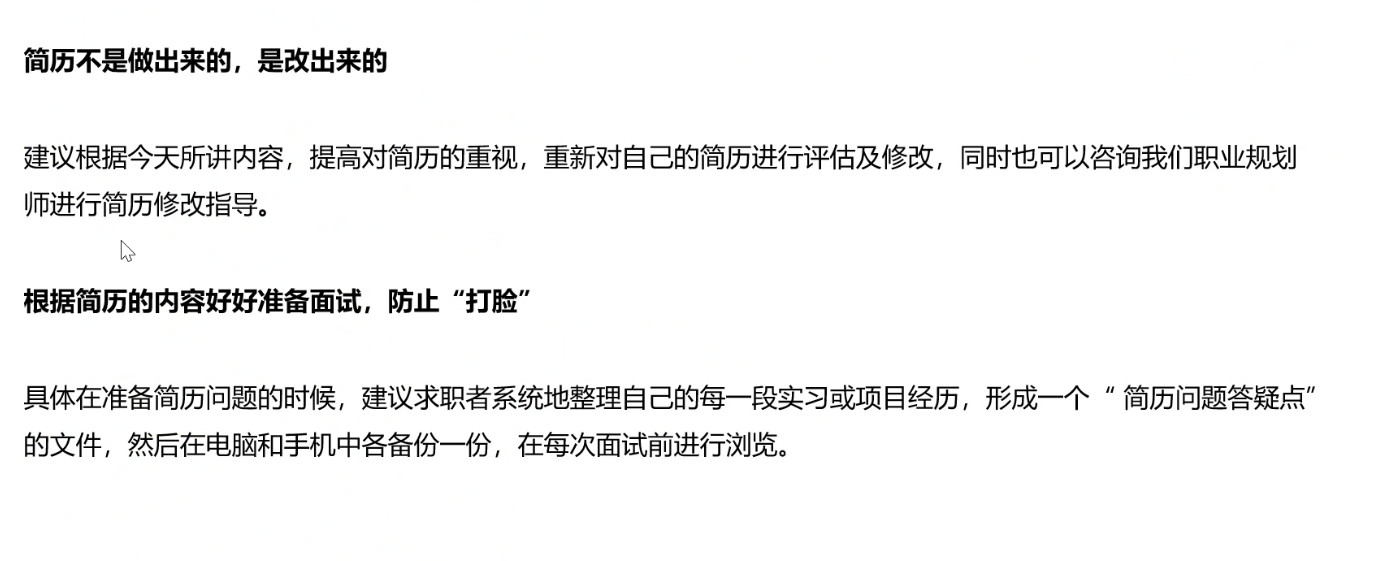 简历不是做出来的，是改出来的
建议根据今天所讲内容，提高对简历的重视，重新对自己的简历进行评估及修改，同时也可以咨询我们职业规划
师进行简历修改指导。
根据简历的内容好好准备面试，防止“打脸”
具体在准备简历问题的时候，建议求职者系统地整理自己的每一段实习或项目经历，形成一个“ 简历问题答疑点”
的文件，然后在电脑和手机中各备份一份，在每次面试前进行浏览。